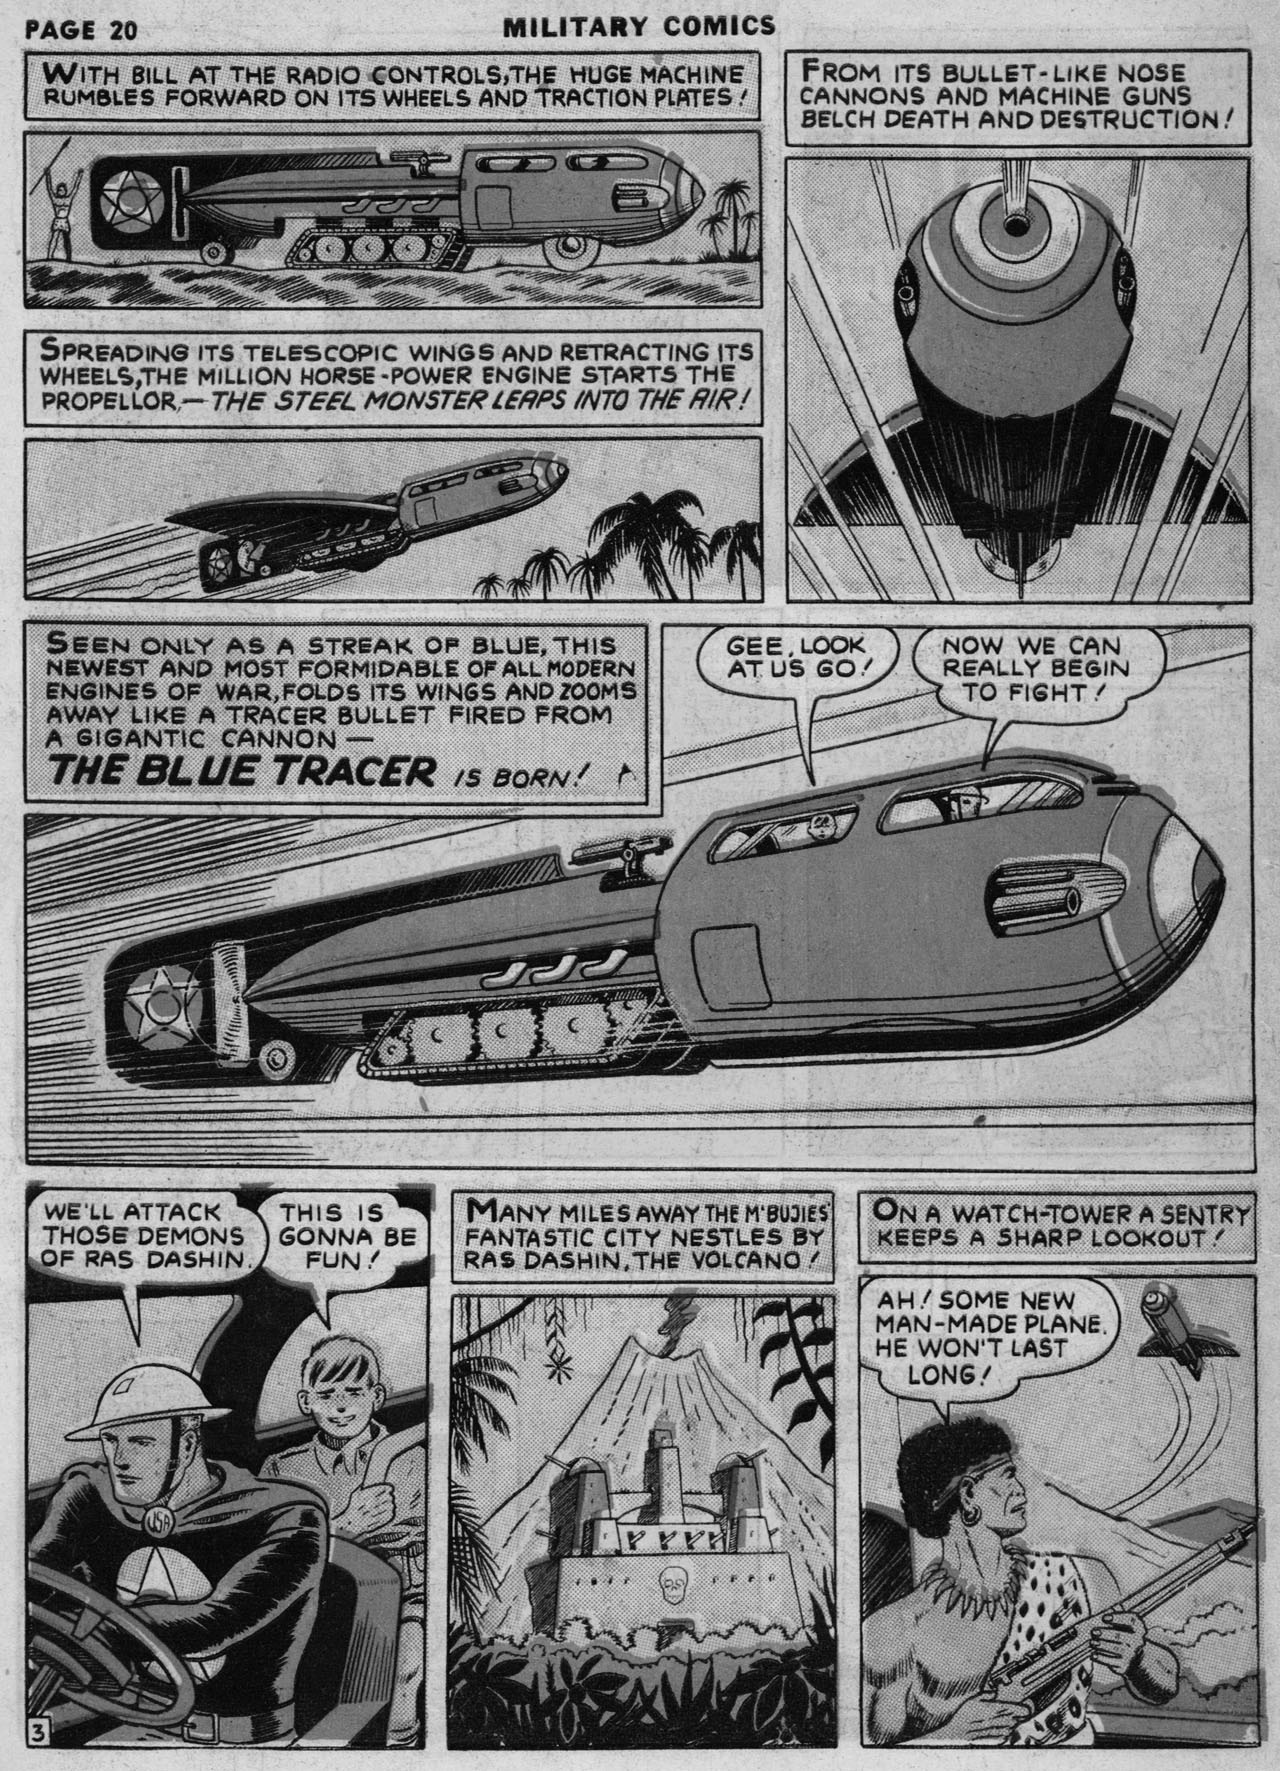 PAGE 20
MILITARY COMICS
WITH BILL AT THE RADIO CONTROLS, THE HUGE MACHINE
RUMBLES FORWARD ON ITS WHEELS AND TRACTION PLATES!
FROM ITS BULLET-LIKE NOSE
CANNONS AND MACHINE GUNS
BELCH DEATH AND DESTRUCTION!
SPREADING ITS TELESCOPIC WINGS AND RETRACTING ITS
WHEELS, THE MILLION HORSE-POWER ENGINE STARTS THE
PROPELLOR,— THE STEEL MONSTER LEAPS INTO THE AIR!
SEEN ONLY AS A STREAK OF BLUE, THIS
NEWEST AND MOST FORMIDABLE OF ALL MODERN
ENGINES OF WAR, FOLDS ITS WINGS AND ZOOMS
AWAY LIKE A TRACER BULLET FIRED FROM
A GIGANTIC CANNON —
THE BLUE TRACER IS BORN!
GEE, LOOK
AT US GO!
NOW WE CAN
REALLY BEGIN
TO FIGHT!
WE'LL ATTACK
THOSE DEMONS
OF RAS DASHIN.
THIS IS
GONNA BE
FUN!
USA
3
MANY MILES AWAY THE M'BUJIES'
FANTASTIC CITY NESTLES BY
RAS DASHIN, THE VOLCANO!
ON A WATCH-TOWER A SENTRY
KEEPS A SHARP LOOKOUT!
AH! SOME NEW
MAN-MADE PLANE.
HE WON'T LAST
LONG!